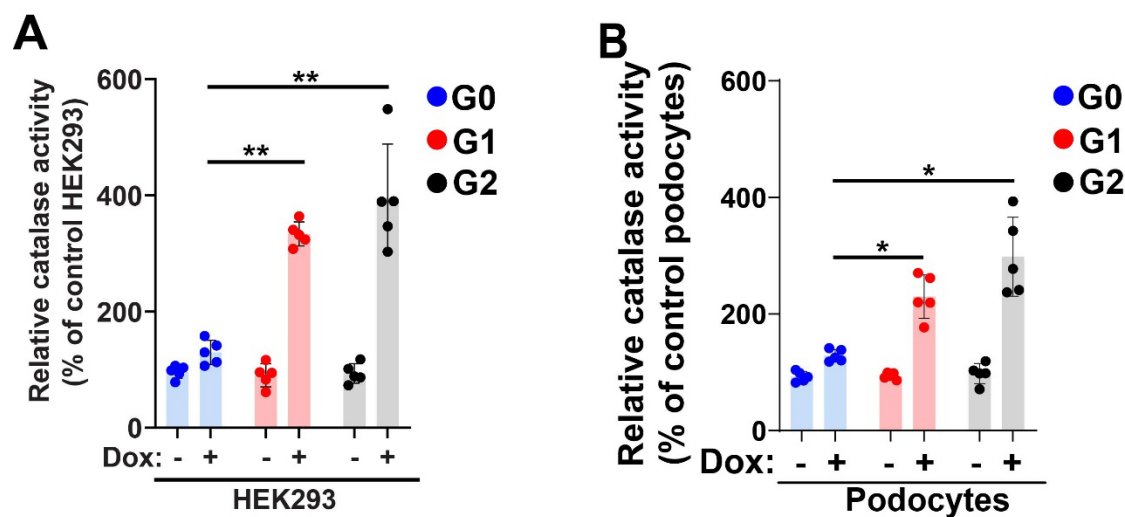 A
Relative catalase activity
(% of control HEK293)
600
400
200
0
**
**
G0
G1
G2
Dox: - + - + - +
HEK293
B
Relative catalase activity
(% of control podocytes)
600
400
200
0
*
*
G0
G1
G2
Dox: - + - + - +
Podocytes